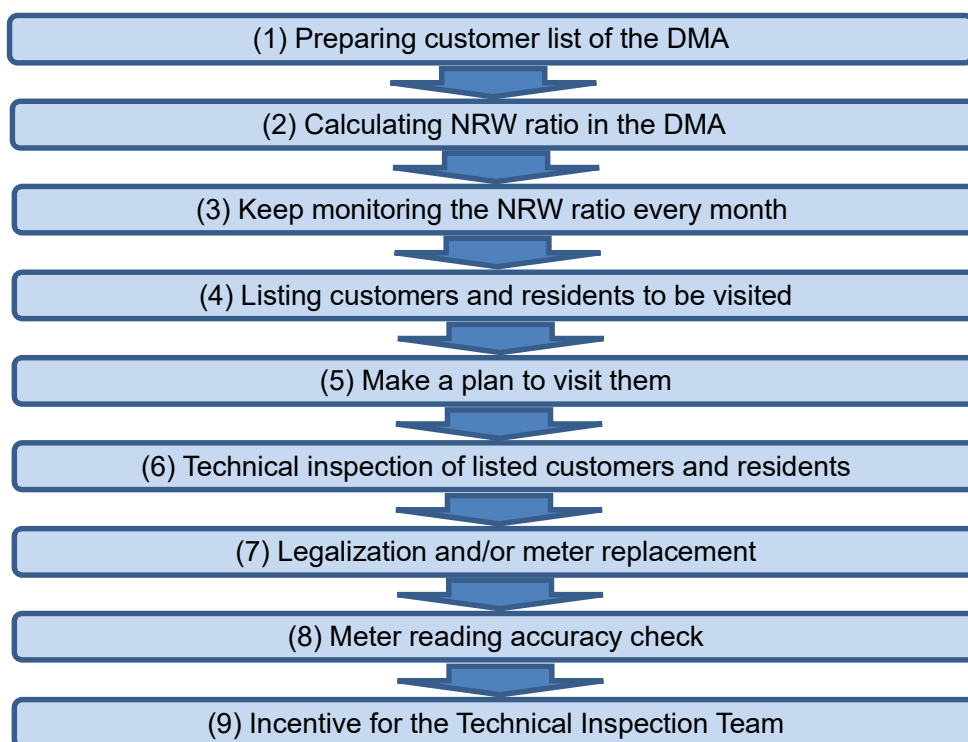 (1) Preparing customer list of the DMA
(2) Calculating NRW ratio in the DMA
(3) Keep monitoring the NRW ratio every month
(4) Listing customers and residents to be visited
(5) Make a plan to visit them
(6) Technical inspection of listed customers and residents
(7) Legalization and/or meter replacement
(8) Meter reading accuracy check
(9) Incentive for the Technical Inspection Team